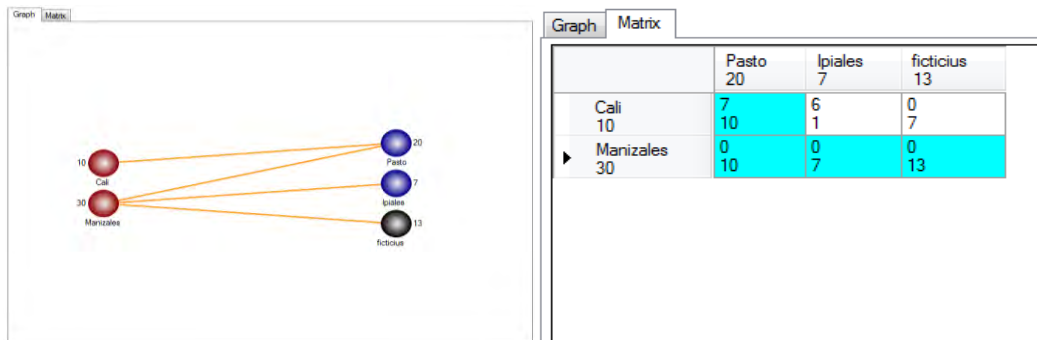 Graph Matrix
10
Cali
30
Manizales
20
Pasto
7
Ipiales
13
ficticius
Graph Matrix
Pasto Ipiales ficticius
20 7 13
Cali 7 6 0
10 10 1 7
Manizales 0 0 0
30 10 7 13